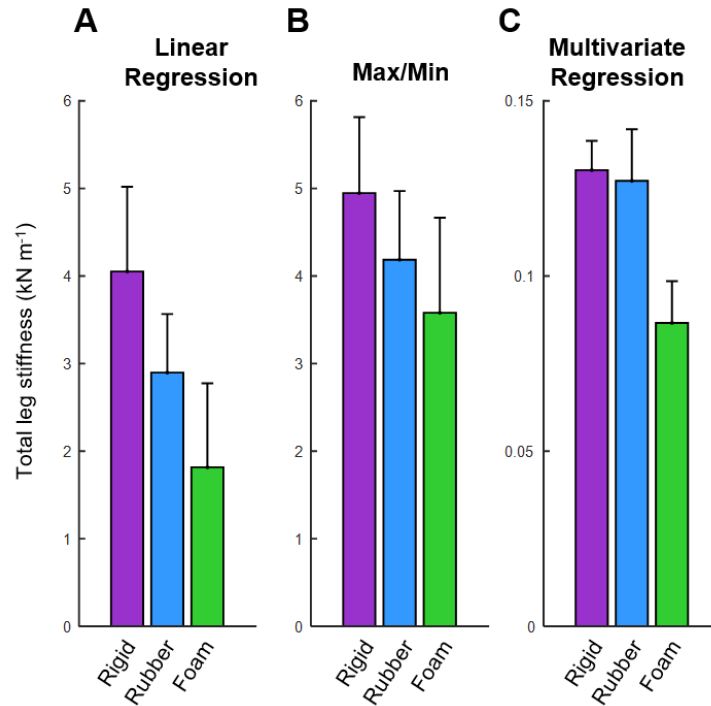 A
Linear
Regression
B
Max/Min
C
Multivariate
Regression
Total leg stiffness (kN m⁻¹)
6
5
4
3
2
1
0
Rigid
Rubber
Foam
6
5
4
3
2
1
0
Rigid
Rubber
Foam
0.15
0.1
0.05
0
Rigid
Rubber
Foam